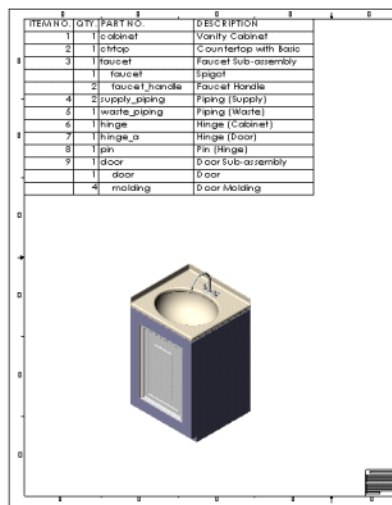 ITEM NO. QTY. PART NO. DESCRIPTION
1 1 cabinet Vanity Cabinet
2 1 chtop Countertop with Basic
3 1 faucet Faucet Sub-assembly
1 faucet Spigot
2 faucet_handle Faucet Handle
4 2 supply_piping Piping (Supply)
5 1 waste_piping Piping (Waste)
6 1 hinge Hinge (Cabinet)
7 1 hinge_a Hinge (Door)
8 1 pin Pin (Hinge)
9 1 door Door Sub-assembly
1 door Door
4 molding Door Molding